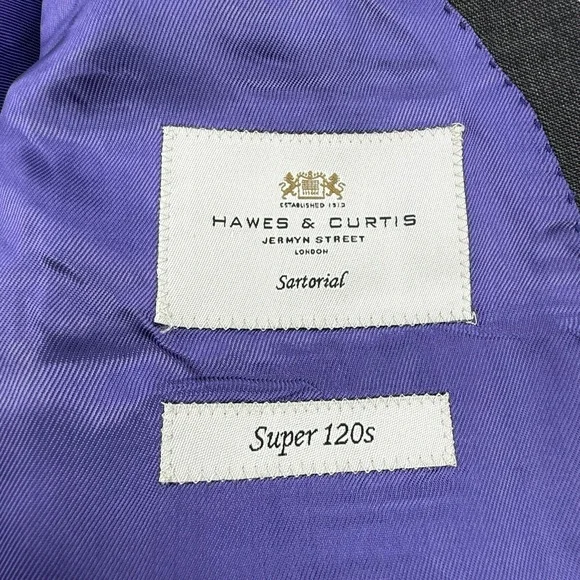 ESTABLISHED 1913
HAWES & CURTIS
JERMYN STREET
LONDON
Sartorial
Super 120s